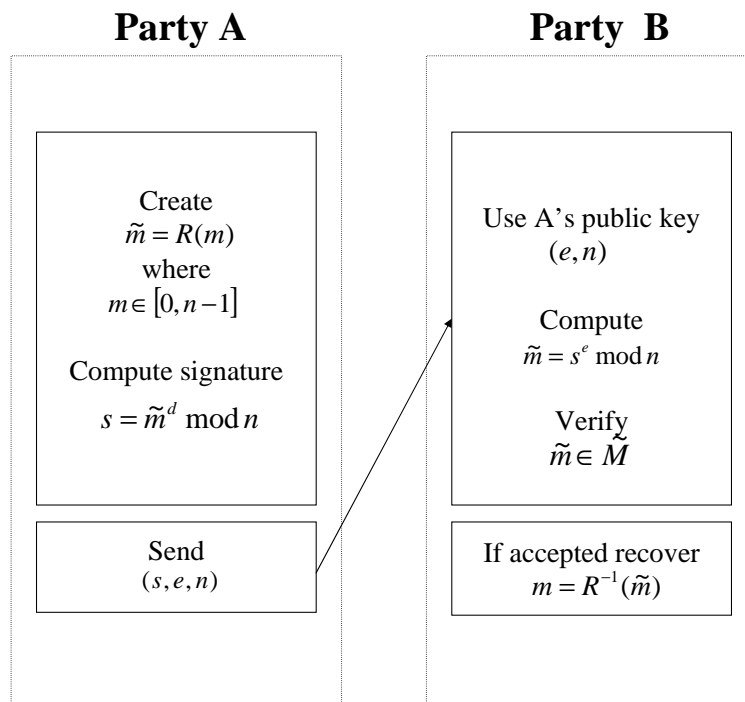 Party A
Create
m̃ = R(m)
where
m ∈ [0, n − 1]
Compute signature
s = m̃ᵈ mod n
Send
(s, e, n)
Party B
Use A’s public key
(e, n)
Compute
m̃ = sᵉ mod n
Verify
m̃ ∈ M̃
If accepted recover
m = R⁻¹(m̃)